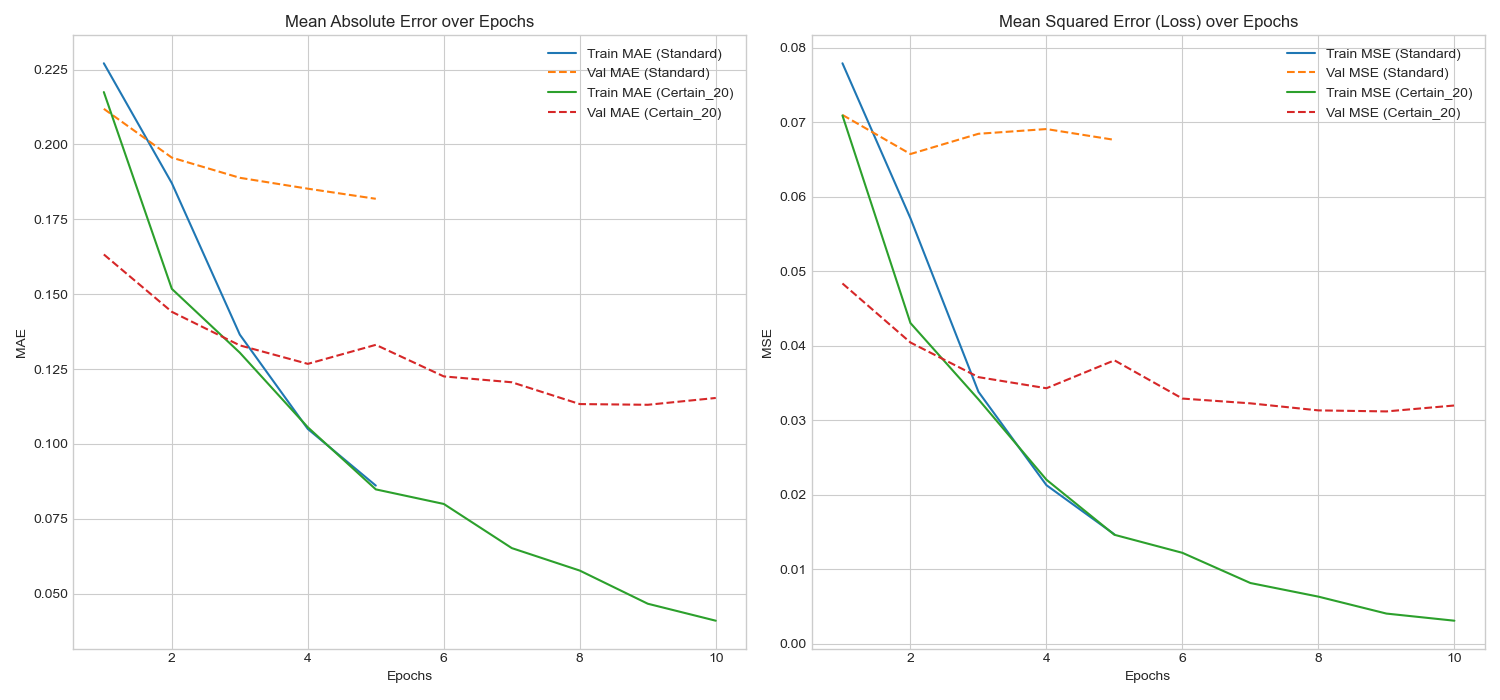 Mean Absolute Error over Epochs
Train MAE (Standard)
Val MAE (Standard)
Train MAE (Certain_20)
Val MAE (Certain_20)
0.225
0.200
0.175
0.150
0.125
0.100
0.075
0.050
MAE
2
4
6
8
10
Epochs
Mean Squared Error (Loss) over Epochs
Train MSE (Standard)
Val MSE (Standard)
Train MSE (Certain_20)
Val MSE (Certain_20)
0.08
0.07
0.06
0.05
0.04
0.03
0.02
0.01
0.00
MSE
2
4
6
8
10
Epochs